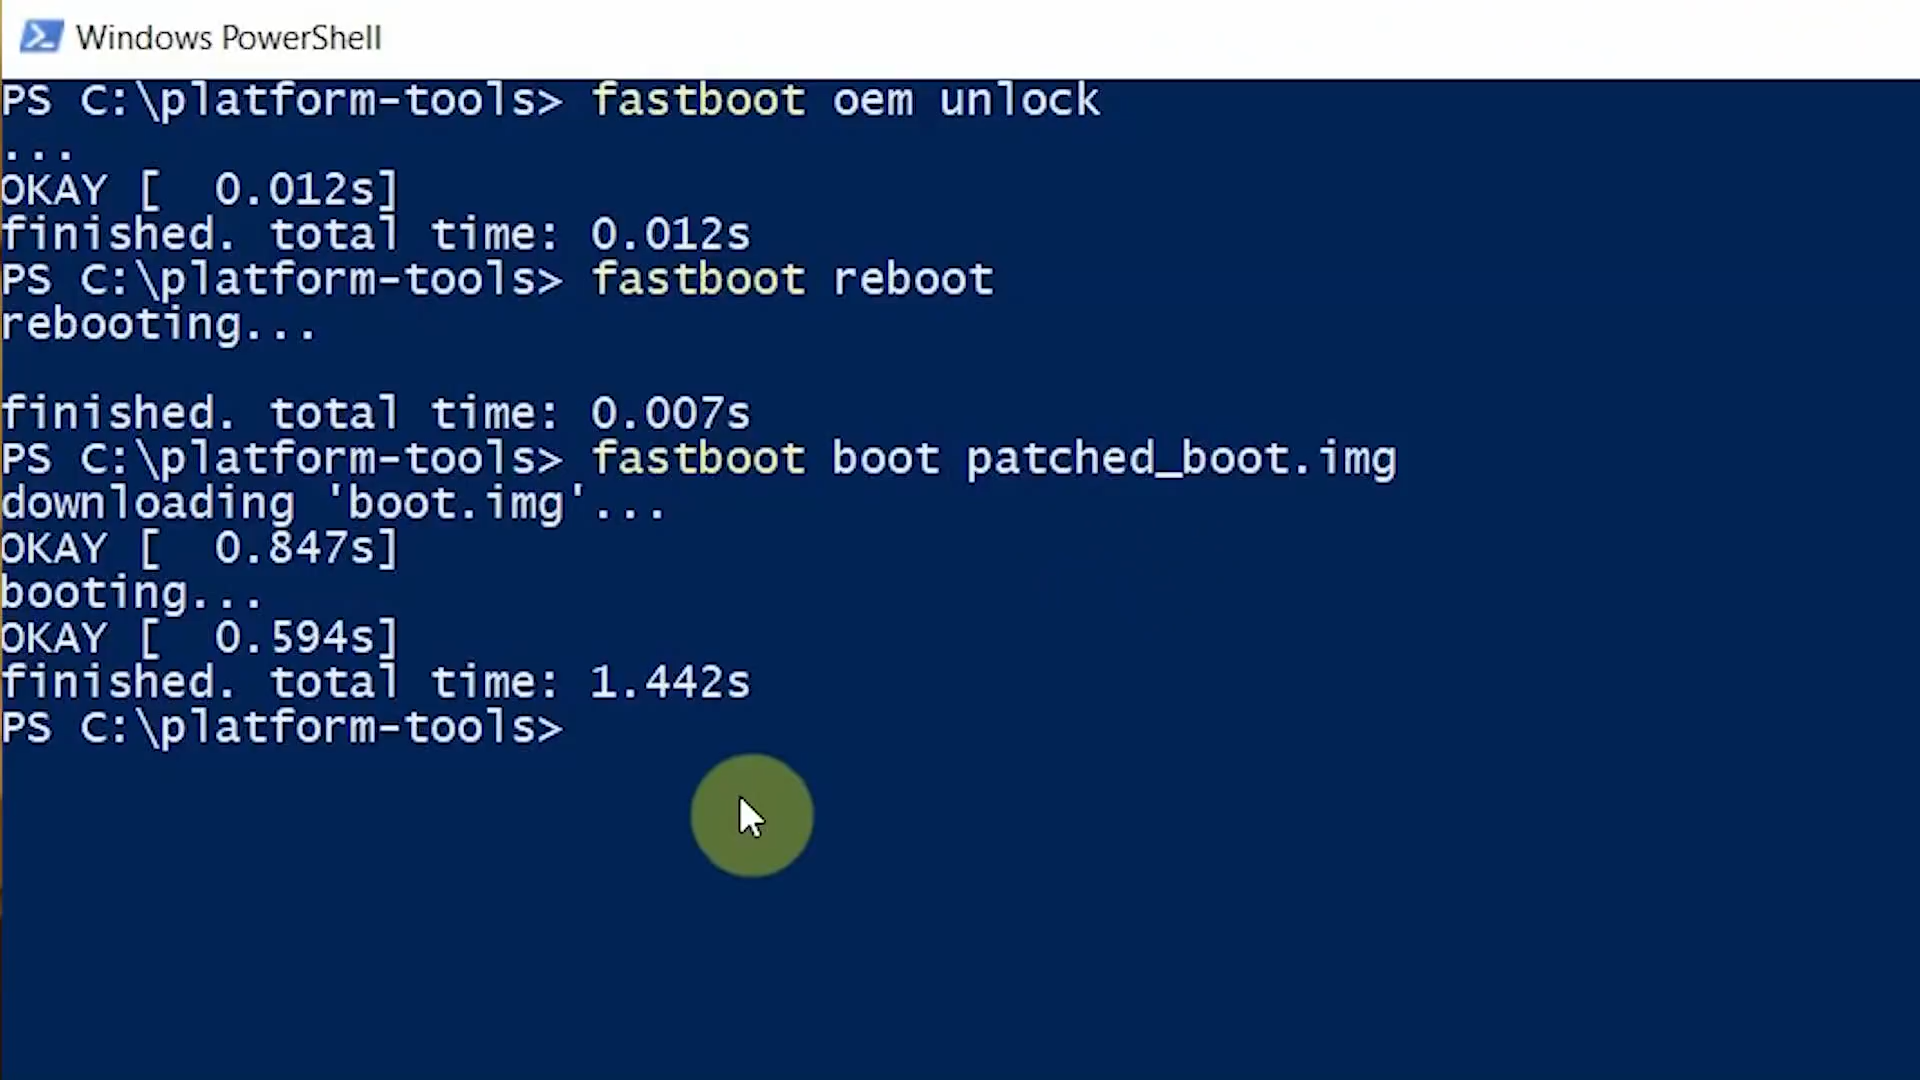 Windows PowerShell
PS C:\platform-tools> fastboot oem unlock
...
OKAY [  0.012s]
finished. total time: 0.012s
PS C:\platform-tools> fastboot reboot
rebooting...
finished. total time: 0.007s
PS C:\platform-tools> fastboot boot patched_boot.img
downloading 'boot.img'...
OKAY [  0.847s]
booting...
OKAY [  0.594s]
finished. total time: 1.442s
PS C:\platform-tools>